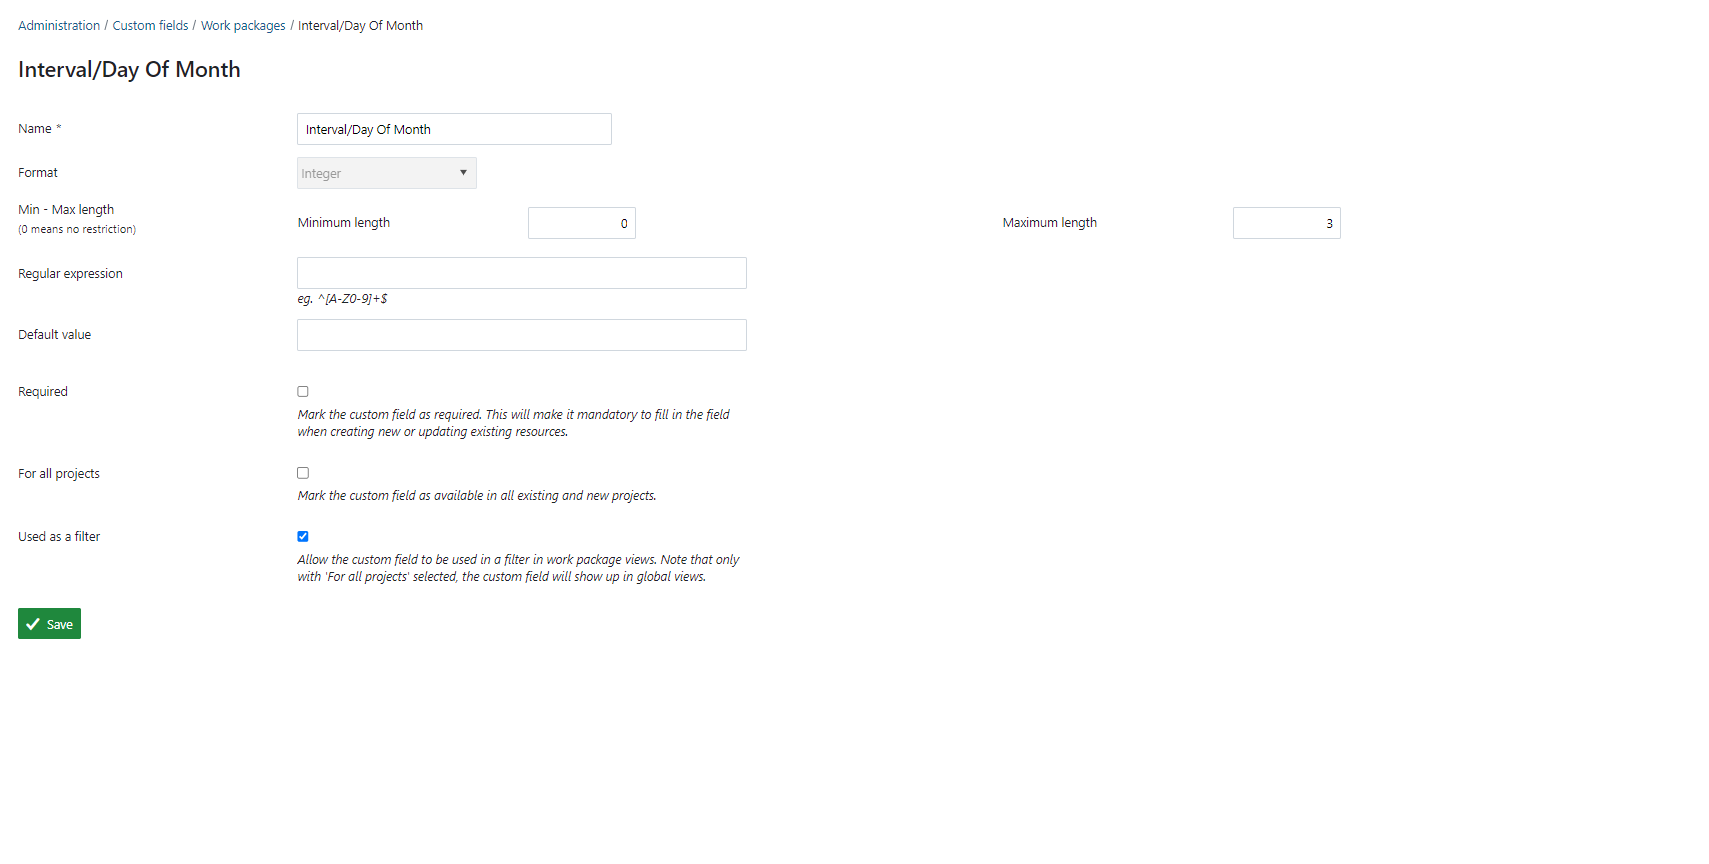 Administration / Custom fields / Work packages / Interval/Day Of Month
Interval/Day Of Month
Name *
Interval/Day Of Month
Format
Integer
Min - Max length
(0 means no restriction)
Minimum length
0
Maximum length
3
Regular expression
eg. ^[A-Z0-9]+$
Default value
Required
Mark the custom field as required. This will make it mandatory to fill in the field
when creating new or updating existing resources.
For all projects
Mark the custom field as available in all existing and new projects.
Used as a filter
Allow the custom field to be used in a filter in work package views. Note that only
with 'For all projects' selected, the custom field will show up in global views.
Save